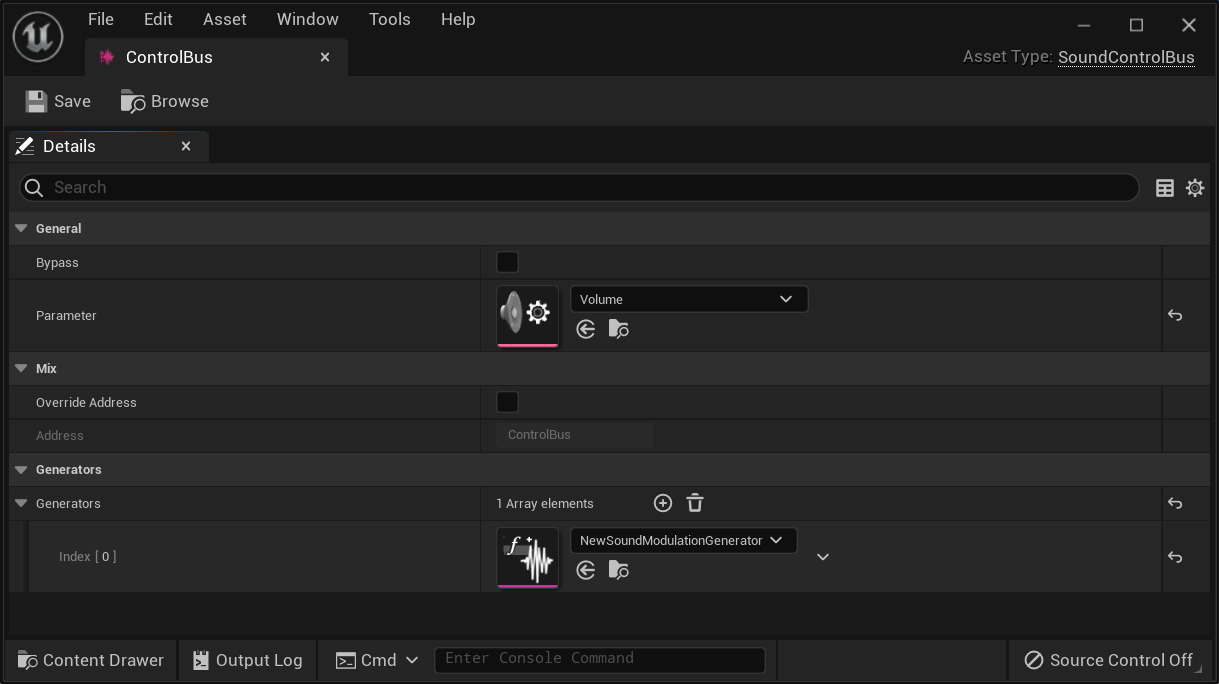 File Edit Asset Window Tools Help
ControlBus
Asset Type: SoundControlBus
Save Browse
Details
Search
General
Bypass
Parameter Volume
Mix
Override Address
Address ControlBus
Generators
Generators 1 Array elements
Index [ 0 ] NewSoundModulationGenerator
Content Drawer Output Log Cmd Enter Console Command Source Control Off